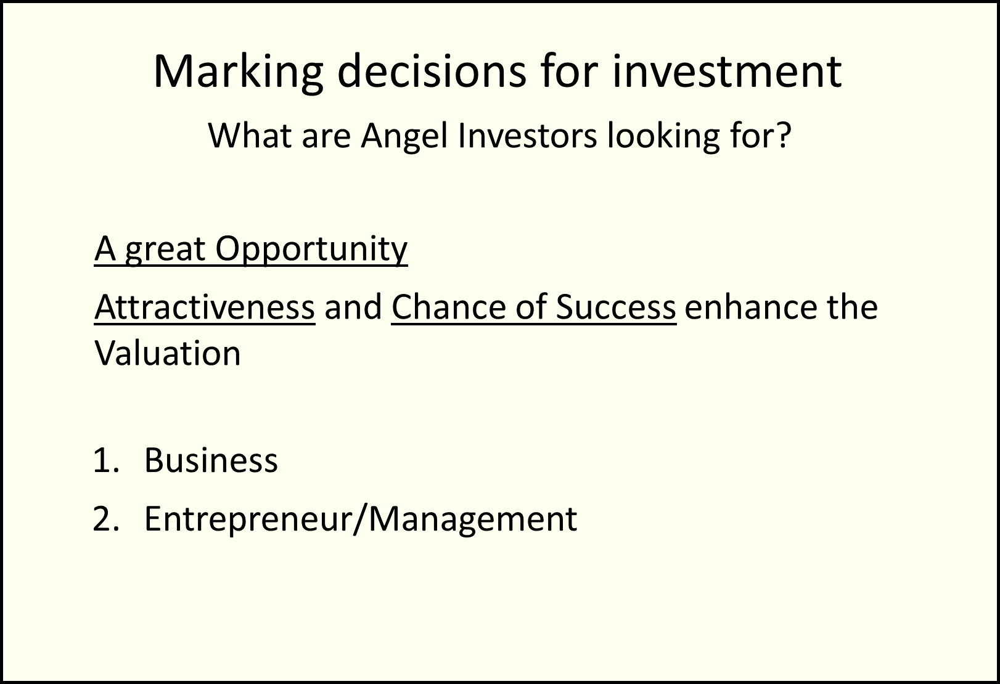 Marking decisions for investment
What are Angel Investors looking for?
A great Opportunity
Attractiveness and Chance of Success enhance the
Valuation
1. Business
2. Entrepreneur/Management